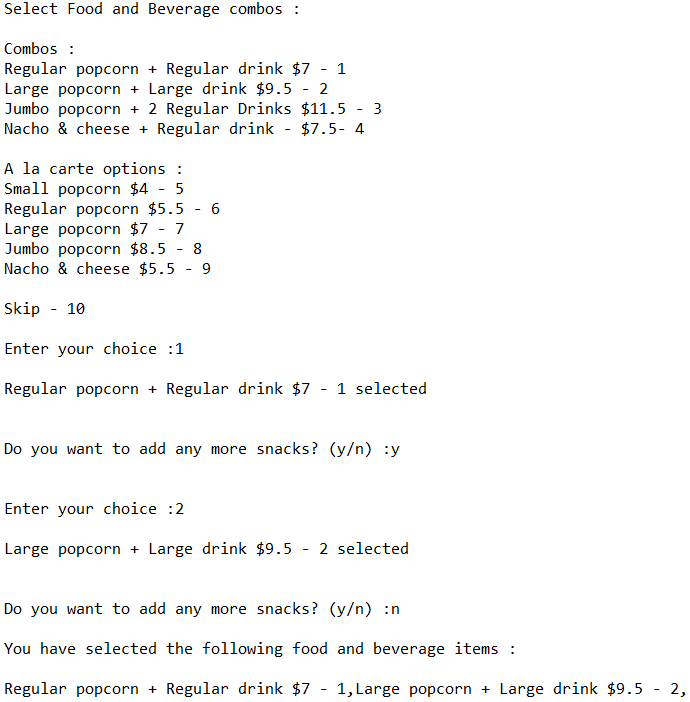 Select Food and Beverage combos :
Combos :
Regular popcorn + Regular drink $7 - 1
Large popcorn + Large drink $9.5 - 2
Jumbo popcorn + 2 Regular Drinks $11.5 - 3
Nacho & cheese + Regular drink - $7.5- 4
A la carte options :
Small popcorn $4 - 5
Regular popcorn $5.5 - 6
Large popcorn $7 - 7
Jumbo popcorn $8.5 - 8
Nacho & cheese $5.5 - 9
Skip - 10
Enter your choice :1
Regular popcorn + Regular drink $7 - 1 selected
Do you want to add any more snacks? (y/n) :y
Enter your choice :2
Large popcorn + Large drink $9.5 - 2 selected
Do you want to add any more snacks? (y/n) :n
You have selected the following food and beverage items :
Regular popcorn + Regular drink $7 - 1,Large popcorn + Large drink $9.5 - 2,